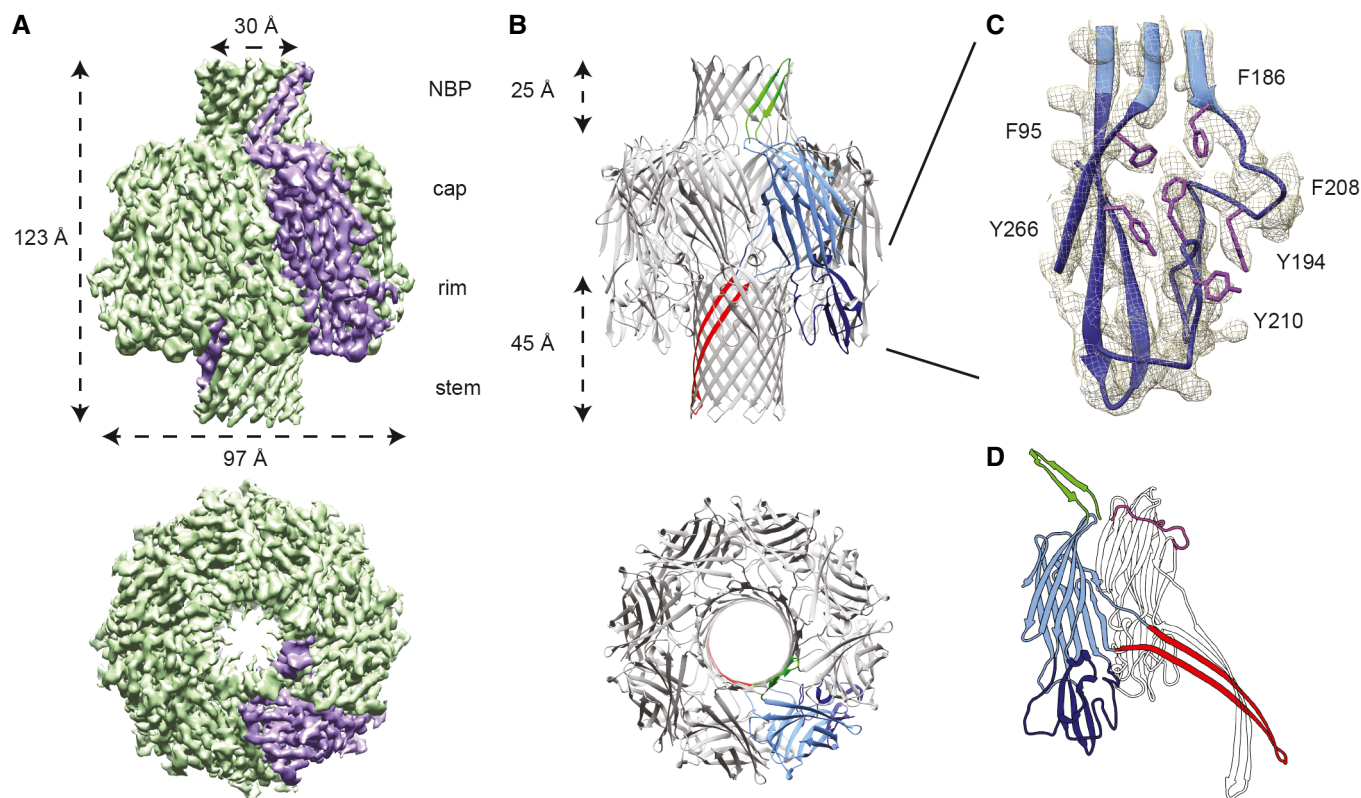 A
30 Å
123 Å
NBP
cap
rim
stem
97 Å
B
25 Å
45 Å
C
F186
F95
F208
Y266
Y194
Y210
D